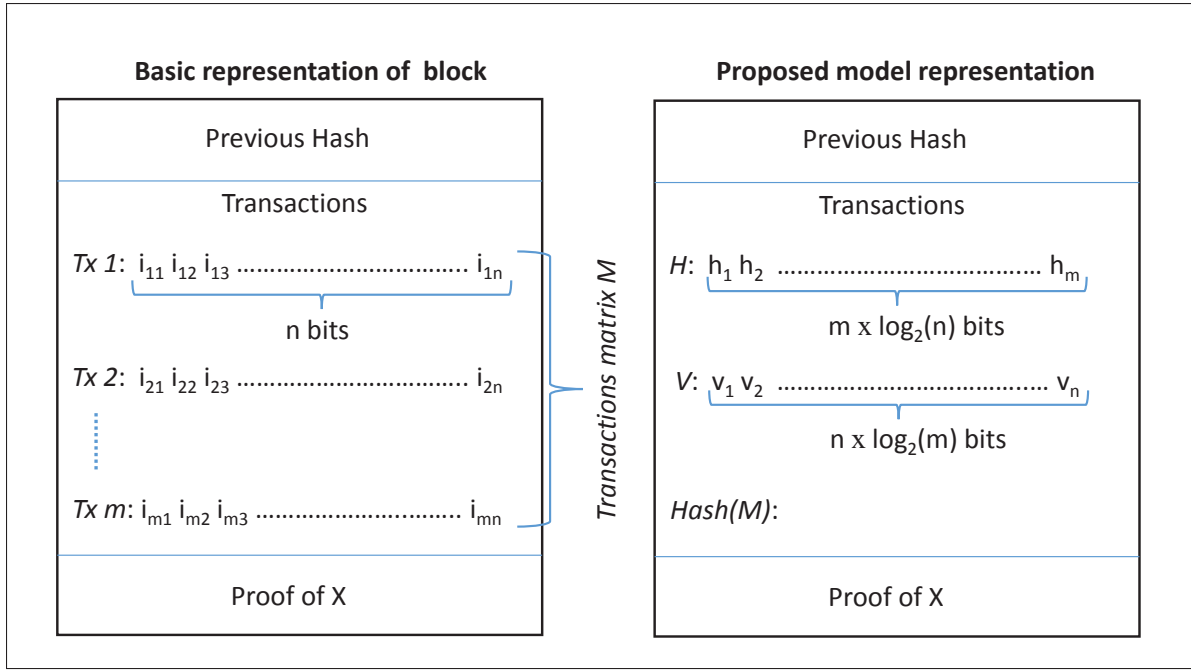 Basic representation of block
Previous Hash
Transactions
Tx 1: i11 i12 i13 ...................................... i1n
n bits
Tx 2: i21 i22 i23 ...................................... i2n
Tx m: im1 im2 im3 ................................... imn
Proof of X
Transactions matrix M
Proposed model representation
Previous Hash
Transactions
H: h1 h2 ........................................... hm
m x log2(n) bits
V: v1 v2 ............................................ vn
n x log2(m) bits
Hash(M):
Proof of X